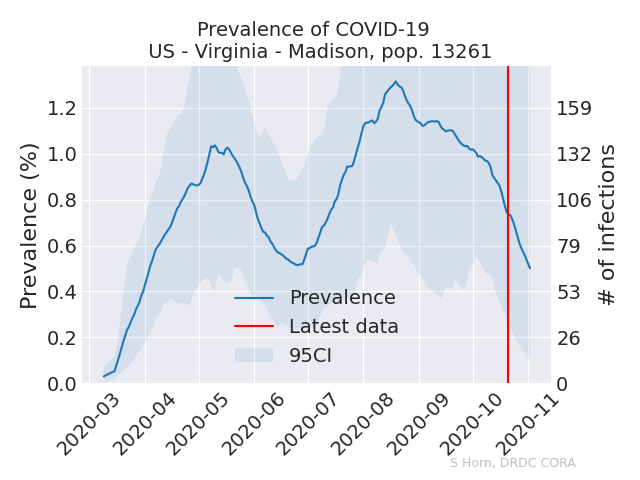 Prevalence of COVID-19
US - Virginia - Madison, pop. 13261
Prevalence (%)
1.2
1.0
0.8
0.6
0.4
0.2
0.0
159
132
106
79
53
26
0
# of infections
Prevalence
Latest data
95CI
2020-03
2020-04
2020-05
2020-06
2020-07
2020-08
2020-09
2020-10
2020-11
S Horn, DRDC CORA